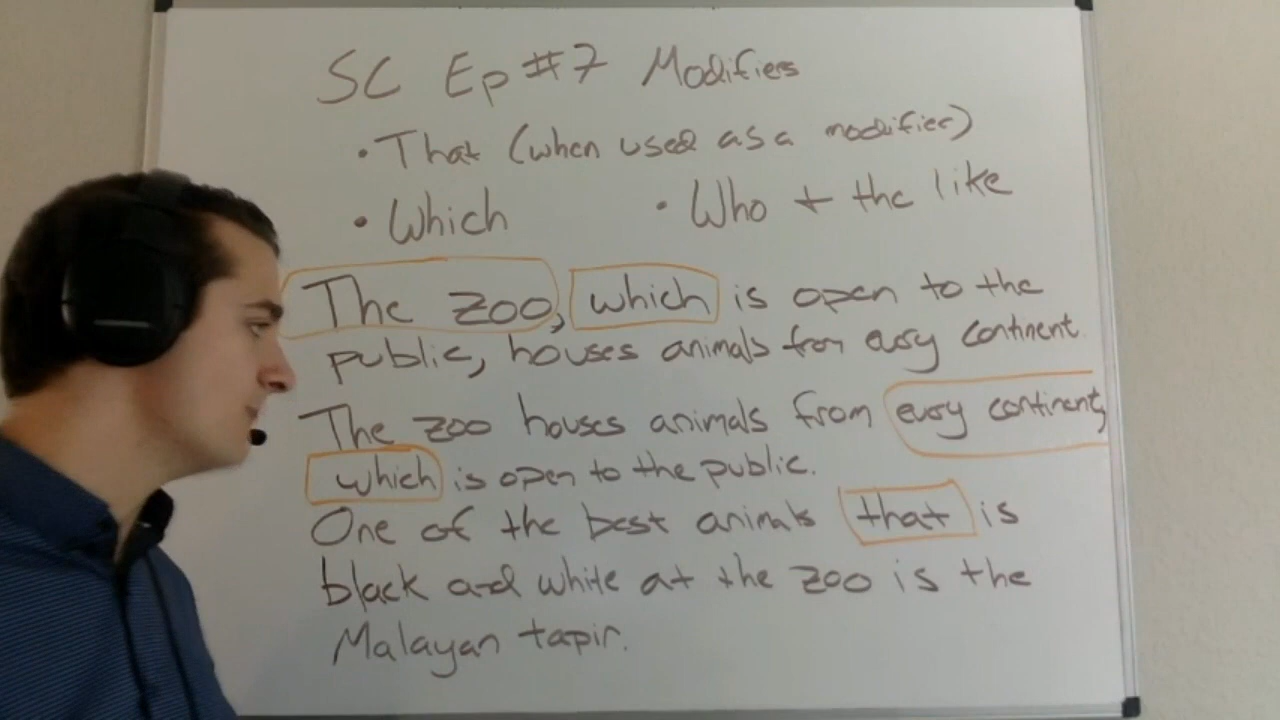 SC Ep #7 Modifiers
• That (when used as a modifier)
• Which • Who + the like
The zoo, which is open to the
public, houses animals from every continent.
The zoo houses animals from every continent,
which is open to the public.
One of the best animals that is
black and white at the zoo is the
Malayan tapir.